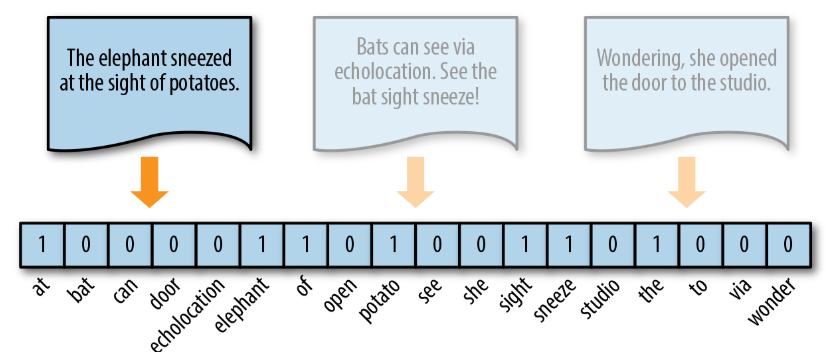 The elephant sneezed
at the sight of potatoes.
Bats can see via
echolocation. See the
bat sight sneeze!
Wondering, she opened
the door to the studio.
1 0 0 0 0 1 1 0 1 0 0 1 1 0 1 0 0 0
at bat can door echolocation elephant of open potato see she sight sneeze studio the to via wonder